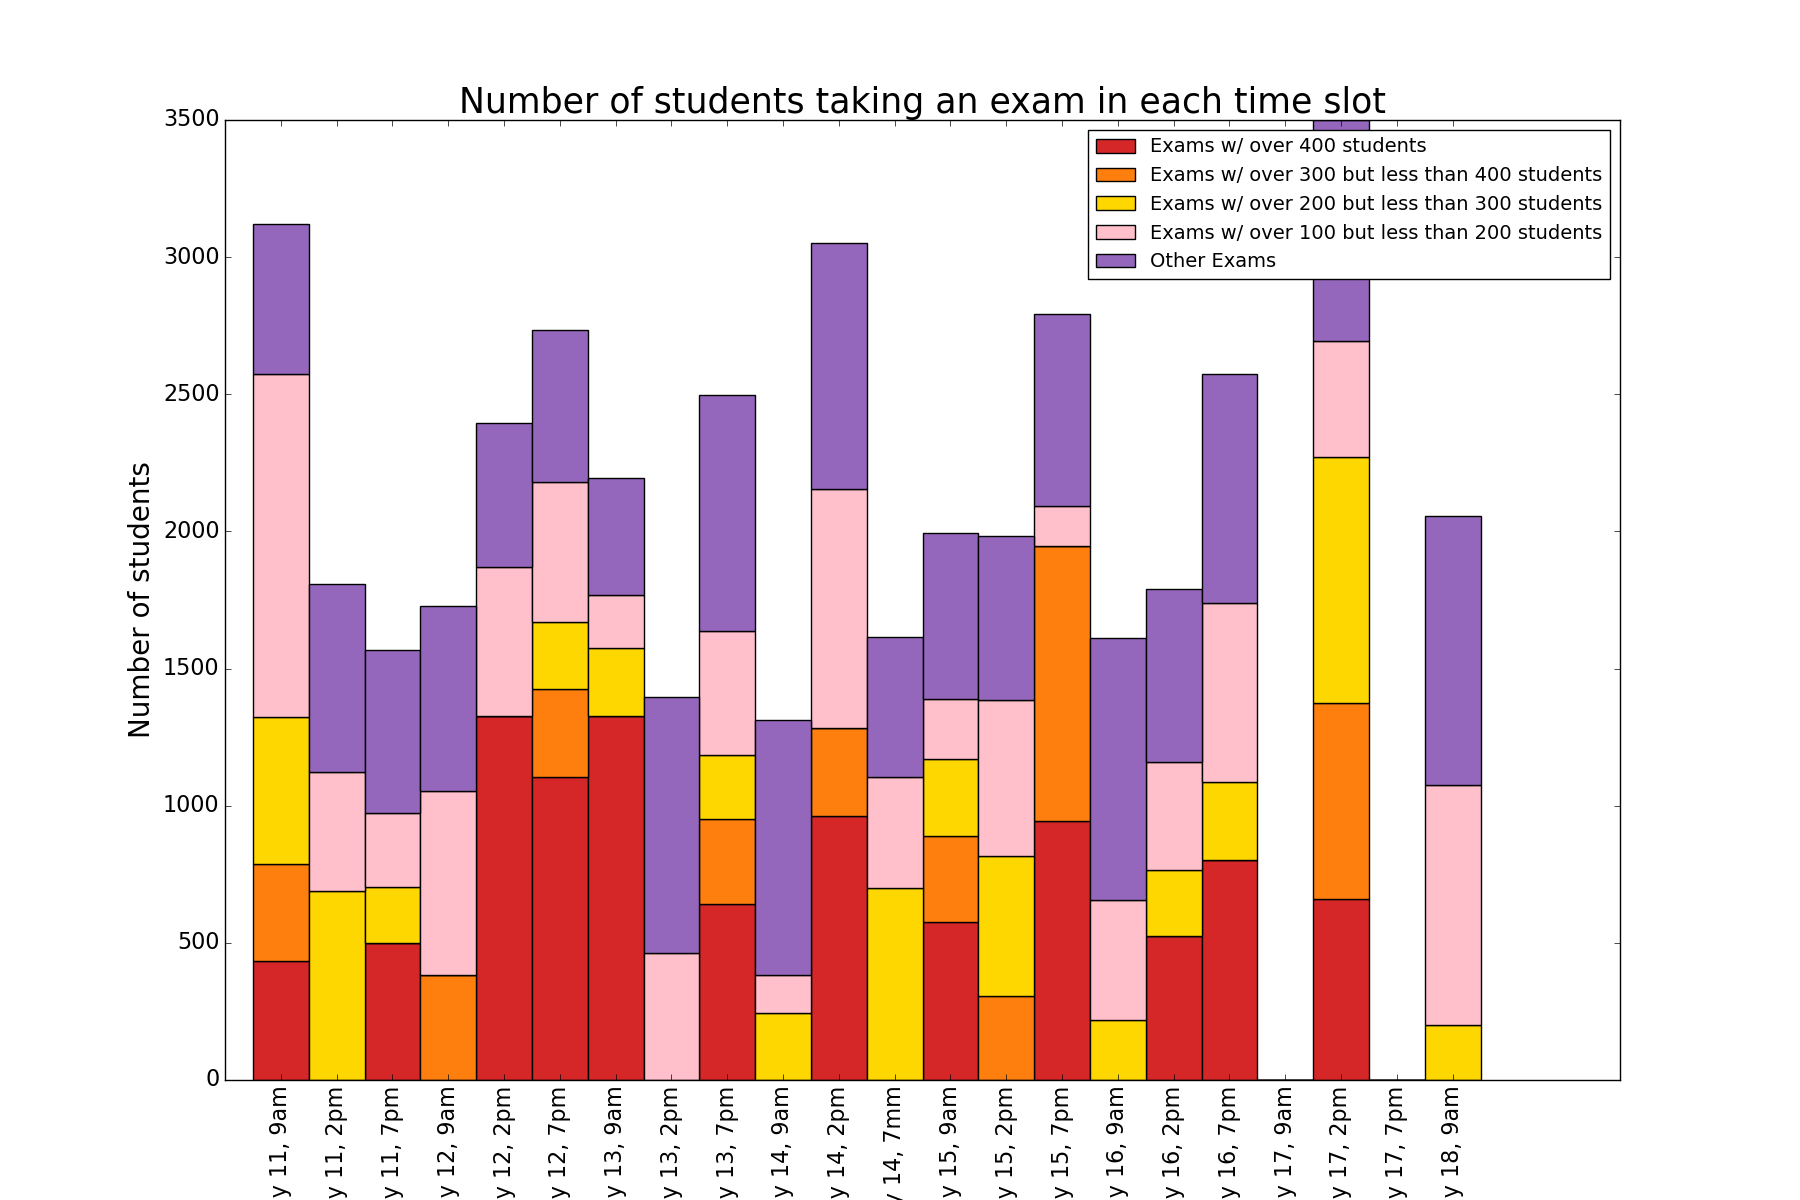 Number of students taking an exam in each time slot
Exams w/ over 400 students
Exams w/ over 300 but less than 400 students
Exams w/ over 200 but less than 300 students
Exams w/ over 100 but less than 200 students
Other Exams
Number of students
3500
3000
2500
2000
1500
1000
500
0
y 11, 9am
y 11, 2pm
y 11, 7pm
y 12, 9am
y 12, 2pm
y 12, 7pm
y 13, 9am
y 13, 2pm
y 13, 7pm
y 14, 9am
y 14, 2pm
y 14, 7mm
y 15, 9am
y 15, 2pm
y 15, 7pm
y 16, 9am
y 16, 2pm
y 16, 7pm
y 17, 9am
y 17, 2pm
y 17, 7pm
y 18, 9am